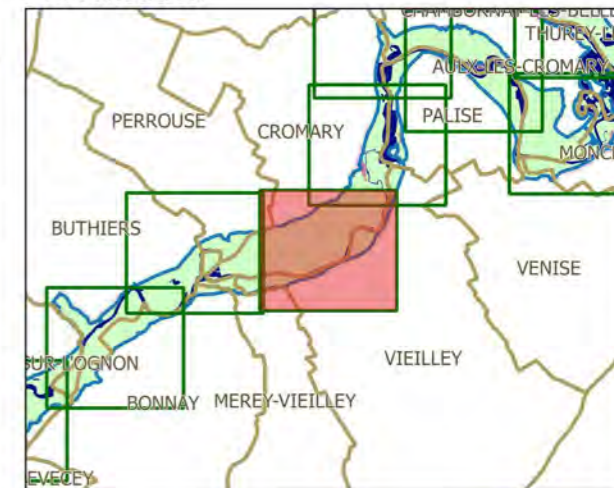 THUREY-L
AULX-LES-CROMARY
PALISE
PERROUSE
CROMARY
MONC
BUTHIERS
VENISE
VIEILLEY
SUR-L'OGNON
BONNAY
MEREY-VIEILLEY
EVECEY